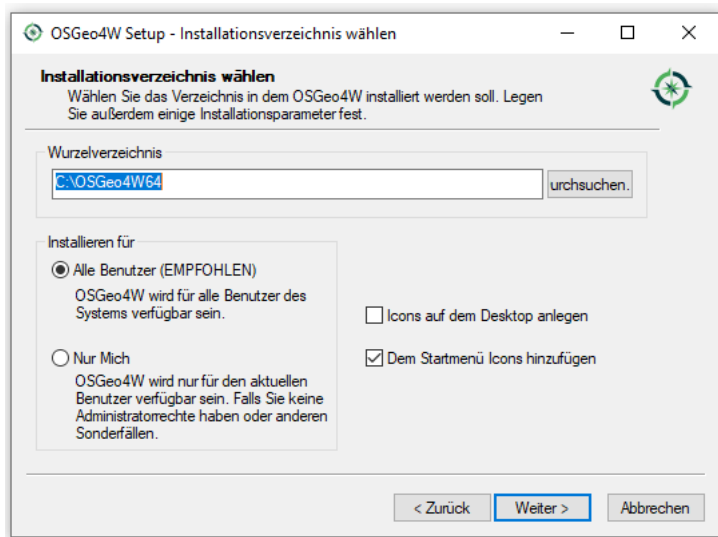 OSGeo4W Setup - Installationsverzeichnis wählen
Installationsverzeichnis wählen
Wählen Sie das Verzeichnis in dem OSGeo4W installiert werden soll. Legen
Sie außerdem einige Installationsparameter fest.
Wurzelverzeichnis
C:\OSGeo4W64
urchsuchen.
Installieren für
Alle Benutzer (EMPFOHLEN)
OSGeo4W wird für alle Benutzer des
Systems verfügbar sein.
Nur Mich
OSGeo4W wird nur für den aktuellen
Benutzer verfügbar sein. Falls Sie keine
Administratorrechte haben oder anderen
Sonderfällen.
Icons auf dem Desktop anlegen
Dem Startmenü Icons hinzufügen
< Zurück
Weiter >
Abbrechen